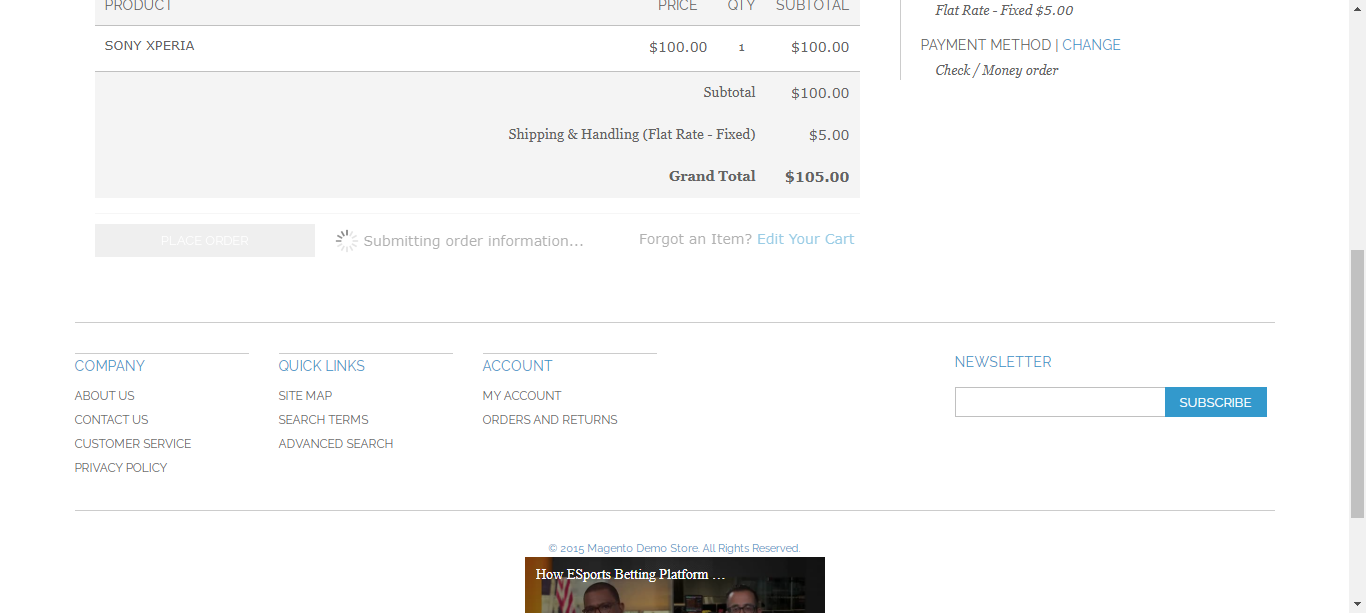 PRODUCT PRICE QTY SUBTOTAL
SONY XPERIA $100.00 1 $100.00
Subtotal $100.00
Shipping & Handling (Flat Rate - Fixed) $5.00
Grand Total $105.00
PLACE ORDER Submitting order information... Forgot an Item? Edit Your Cart
Flat Rate - Fixed $5.00
PAYMENT METHOD | CHANGE
Check / Money order
COMPANY
ABOUT US
CONTACT US
CUSTOMER SERVICE
PRIVACY POLICY
QUICK LINKS
SITE MAP
SEARCH TERMS
ADVANCED SEARCH
ACCOUNT
MY ACCOUNT
ORDERS AND RETURNS
NEWSLETTER
SUBSCRIBE
© 2015 Magento Demo Store. All Rights Reserved.
How ESports Betting Platform ...